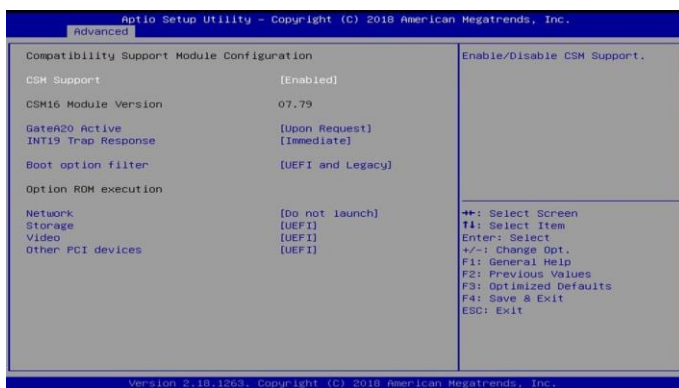 Aptio Setup Utility – Copyright (C) 2018 American Megatrends, Inc.
Advanced
Compatibility Support Module Configuration
Enable/Disable CSM Support.
CSM Support [Enabled]
CSM16 Module Version 07.79
GateA20 Active [Upon Request]
INT19 Trap Response [Immediate]
Boot option filter [UEFI and Legacy]
Option ROM execution
Network [Do not launch]
Storage [UEFI]
Video [UEFI]
Other PCI devices [UEFI]
→←: Select Screen
↑↓: Select Item
Enter: Select
+/-: Change Opt.
F1: General Help
F2: Previous Values
F3: Optimized Defaults
F4: Save & Exit
ESC: Exit
Version 2.18.1263. Copyright (C) 2018 American Megatrends, Inc.